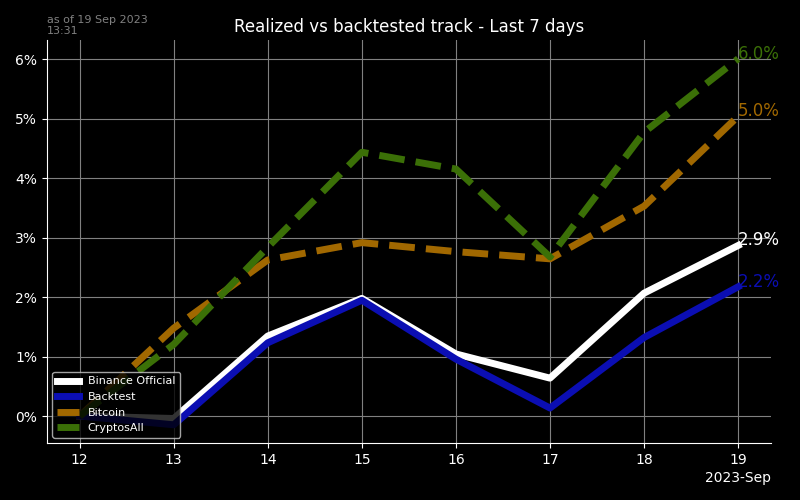 as of 19 Sep 2023
13:31
Realized vs backtested track - Last 7 days
6%
5%
4%
3%
2%
1%
0%
6.0%
5.0%
2.9%
2.2%
Binance Official
Backtest
Bitcoin
CryptosAll
12 13 14 15 16 17 18 19
2023-Sep